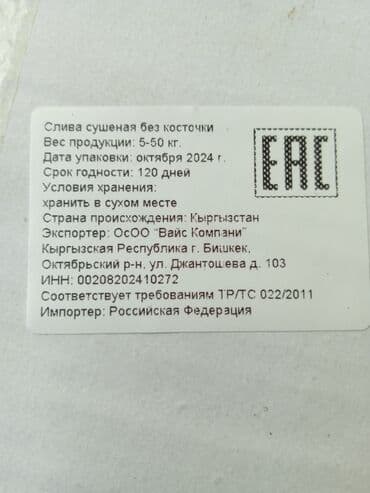 Слива сушеная без косточки
Вес продукции: 5-50 кг.
Дата упаковки: октября 2024 г.
Срок годности: 120 дней
Условия хранения:
хранить в сухом месте
Страна происхождения: Кыргызстан
Экспортер: ОсОО "Вайс Компани"
Кыргызская Республика г. Бишкек,
Октябрьский р-н, ул. Джантошева д. 103
ИНН: 00208202410272
Соответствует требованиям ТР/ТС 022/2011
Импортер: Российская Федерация
EAC